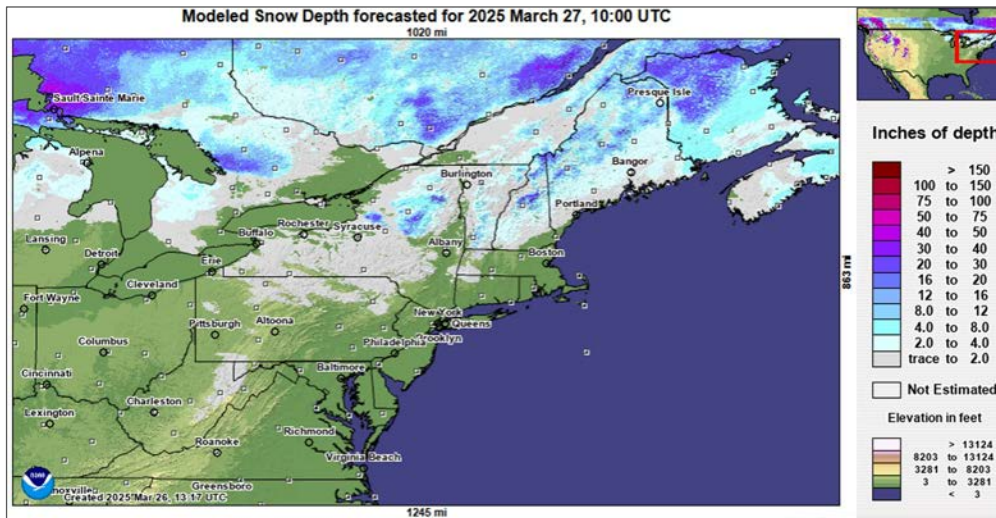 Modeled Snow Depth forecasted for 2025 March 27, 10:00 UTC
1020 mi
Sault Sainte Marie
Presque Isle
Alpena
Bangor
Burlington
Portland
Rochester
Syracuse
Buffalo
Lansing
Albany
Boston
Detroit
Erie
863 mi
Cleveland
Fort Wayne
New York
Queens
Pittsburgh
Altoona
Brooklyn
Columbus
Philadelphia
Cincinnati
Baltimore
Lexington
Charleston
Richmond
Roanoke
Virginia Beach
NOAA
Knoxville
Greensboro
Created 2025 Mar 26, 13:17 UTC
1245 mi
Inches of depth
> 150
100 to 150
75 to 100
50 to 75
40 to 50
30 to 40
20 to 30
16 to 20
12 to 16
8.0 to 12
4.0 to 8.0
2.0 to 4.0
trace to 2.0
Not Estimated
Elevation in feet
> 13124
8203 to 13124
3281 to 8203
3 to 3281
< 3